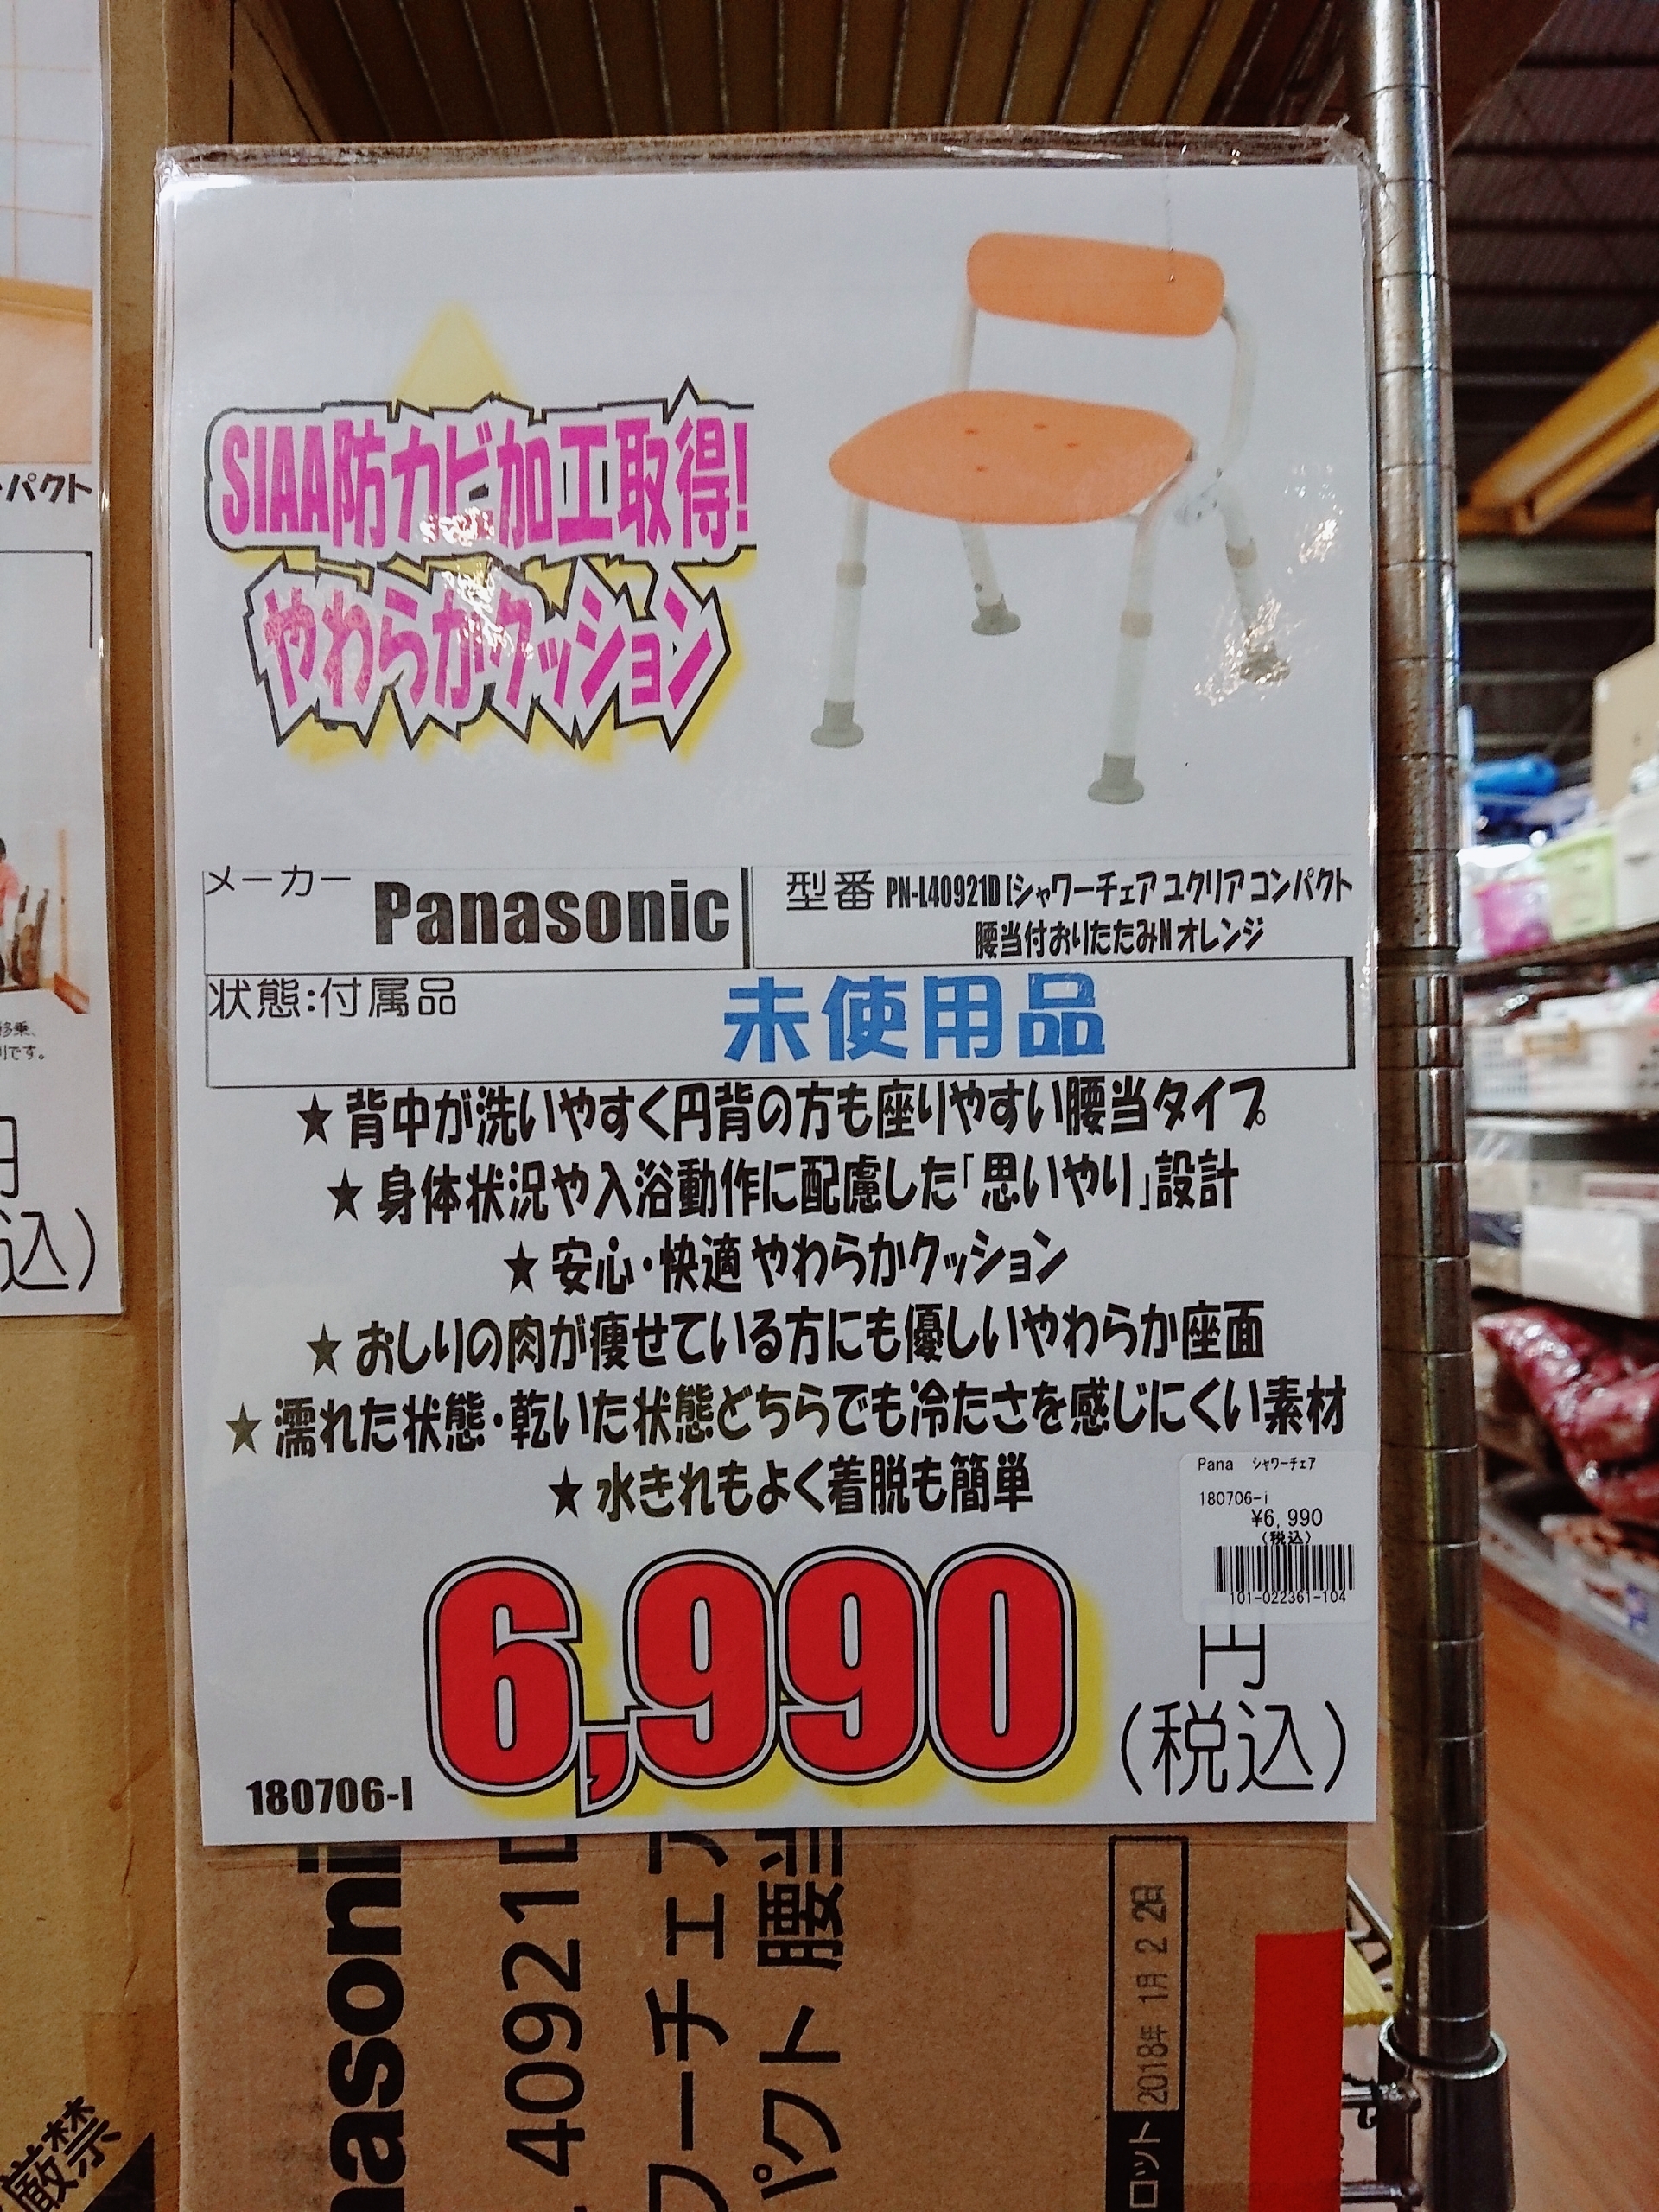 SIAA防カビ加工取得!
やわらかクッション
メーカー Panasonic
型番 PN-L40921D [シャワーチェア ユクリア コンパクト
腰当付おりたたみN オレンジ
状態:付属品 未使用品
★ 背中が洗いやすく円背の方も座りやすい腰当タイプ
★ 身体状況や入浴動作に配慮した「思いやり」設計
★ 安心・快適 やわらかクッション
★ おしりの肉が痩せている方にも優しいやわらか座面
★ 濡れた状態・乾いた状態どちらでも冷たさを感じにくい素材
★ 水きれもよく着脱も簡単
Pana シャワーチェア
180706-i
¥6,990
(税込)
101-022361-104
6,990
円
(税込)
180706-I
パクト
移乗、
です。
円
込)
厳禁
asoni
40921D
ワーチェア
パクト 腰当
ロット 2018年 1月 22日